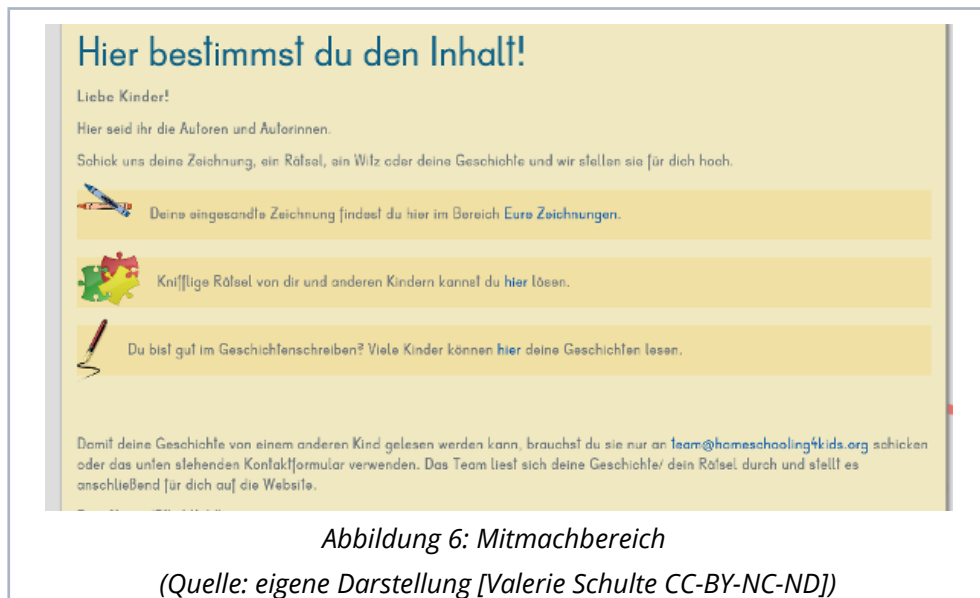 Hier bestimmst du den Inhalt!
Liebe Kinder!
Hier seid ihr die Autoren und Autorinnen.
Schick uns deine Zeichnung, ein Rätsel, ein Witz oder deine Geschichte und wir stellen sie für dich hoch.
Deine eingesandte Zeichnung findest du hier im Bereich Eure Zeichnungen.
Knifflige Rätsel von dir und anderen Kindern kannst du hier lösen.
Du bist gut im Geschichtenschreiben? Viele Kinder können hier deine Geschichten lesen.
Damit deine Geschichte von einem anderen Kind gelesen werden kann, brauchst du sie nur an team@homeschooling4kids.org schicken
oder das unten stehenden Kontaktformular verwenden. Das Team liest sich deine Geschichte/ dein Rätsel durch und stellt es
anschließend für dich auf die Website.
Abbildung 6: Mitmachbereich
(Quelle: eigene Darstellung [Valerie Schulte CC-BY-NC-ND])